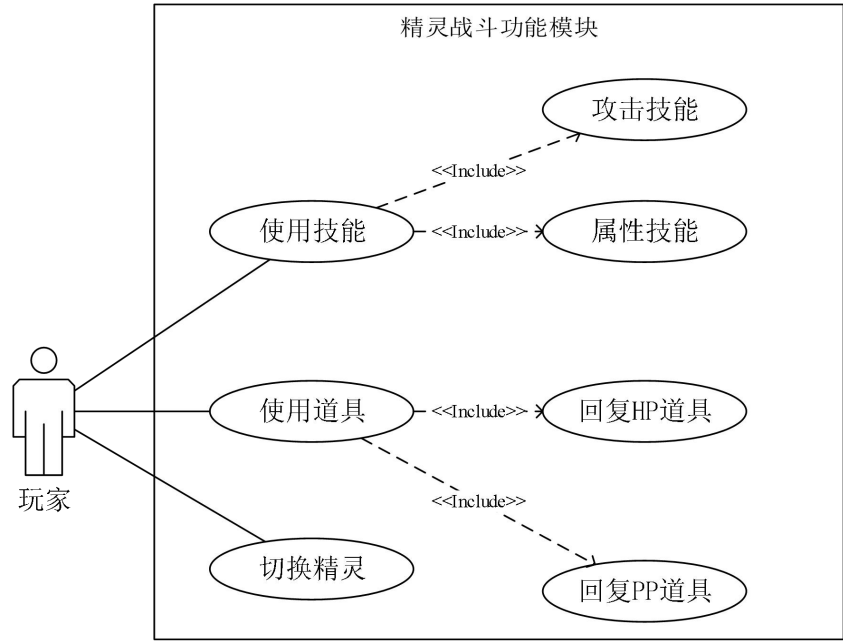 精灵战斗功能模块
攻击技能
<<Include>>
使用技能
<<Include>>
属性技能
使用道具
<<Include>>
回复HP道具
玩家
<<Include>>
切换精灵
回复PP道具